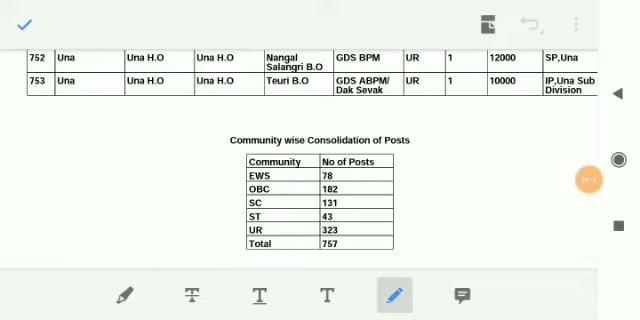 752 Una Una H.O Una H.O Nangal Salangri B.O GDS BPM UR 1 12000 SP,Una
753 Una Una H.O Una H.O Teuri B.O GDS ABPM/ Dak Sevak UR 1 10000 IP,Una Sub Division
Community wise Consolidation of Posts
Community No of Posts
EWS 78
OBC 182
SC 131
ST 43
UR 323
Total 757